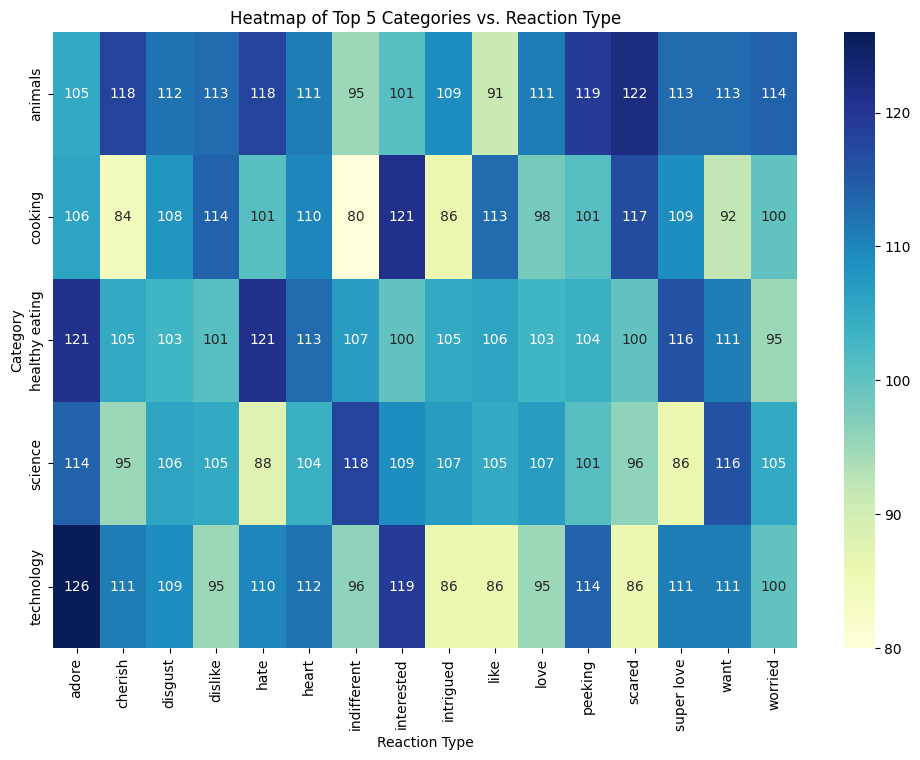 Heatmap of Top 5 Categories vs. Reaction Type
Category
animals
105 118 112 113 118 111 95 101 109 91 111 119 122 113 113 114
cooking
106 84 108 114 101 110 80 121 86 113 98 101 117 109 92 100
healthy eating
121 105 103 101 121 113 107 100 105 106 103 104 100 116 111 95
science
114 95 106 105 88 104 118 109 107 105 107 101 96 86 116 105
technology
126 111 109 95 110 112 96 119 86 86 95 114 86 111 111 100
adore cherish disgust dislike hate heart indifferent interested intrigued like love peeking scared super love want worried
Reaction Type
120
110
100
90
80